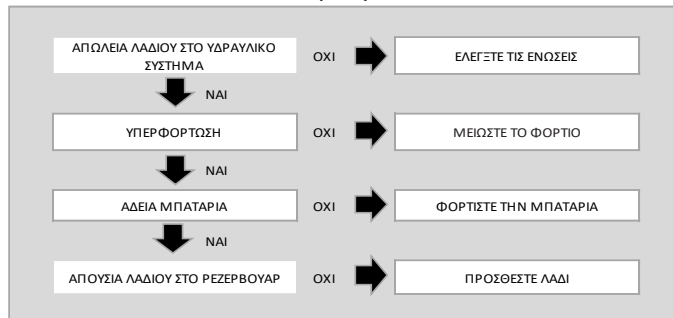 ΑΠΩΛΕΙΑ ΛΑΔΙΟΥ ΣΤΟ ΥΔΡΑΥΛΙΚΟ
ΣΥΣΤΗΜΑ
ΟΧΙ
ΕΛΕΓΞΤΕ ΤΙΣ ΕΝΩΣΕΙΣ
ΝΑΙ
ΥΠΕΡΦΟΡΤΩΣΗ
ΟΧΙ
ΜΕΙΩΣΤΕ ΤΟ ΦΟΡΤΙΟ
ΝΑΙ
ΑΔΕΙΑ ΜΠΑΤΑΡΙΑ
ΟΧΙ
ΦΟΡΤΙΣΤΕ ΤΗΝ ΜΠΑΤΑΡΙΑ
ΝΑΙ
ΑΠΟΥΣΙΑ ΛΑΔΙΟΥ ΣΤΟ ΡΕΖΕΡΒΟΥΑΡ
ΟΧΙ
ΠΡΟΣΘΕΣΤΕ ΛΑΔΙ